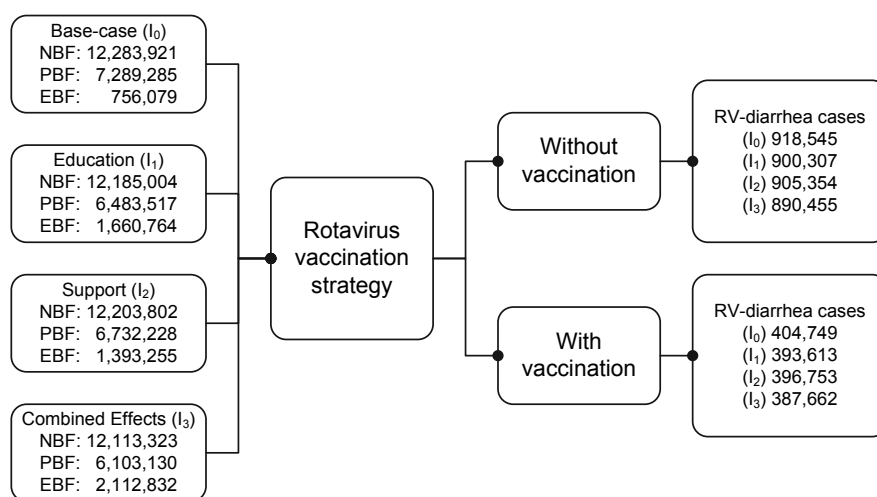 Base-case (I₀)
NBF: 12,283,921
PBF: 7,289,285
EBF: 756,079
Education (I₁)
NBF: 12,185,004
PBF: 6,483,517
EBF: 1,660,764
Support (I₂)
NBF: 12,203,802
PBF: 6,732,228
EBF: 1,393,255
Combined Effects (I₃)
NBF: 12,113,323
PBF: 6,103,130
EBF: 2,112,832
Rotavirus
vaccination
strategy
Without
vaccination
With
vaccination
RV-diarrhea cases
(I₀) 918,545
(I₁) 900,307
(I₂) 905,354
(I₃) 890,455
RV-diarrhea cases
(I₀) 404,749
(I₁) 393,613
(I₂) 396,753
(I₃) 387,662